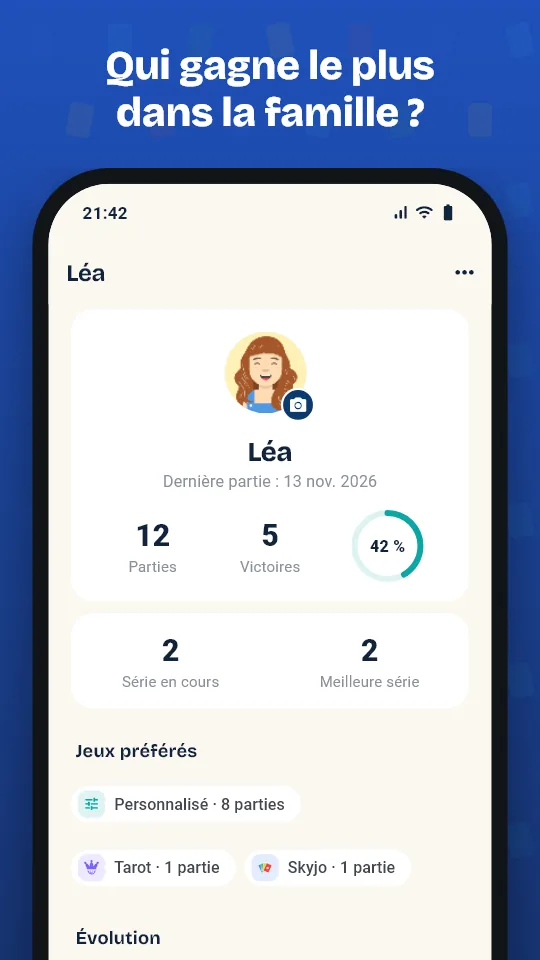 Qui gagne le plus
dans la famille ?
21:42
Léa
Léa
Dernière partie : 13 nov. 2026
12
Parties
5
Victoires
42 %
2
Série en cours
2
Meilleure série
Jeux préférés
Personnalisé · 8 parties
Tarot · 1 partie
Skyjo · 1 partie
Évolution